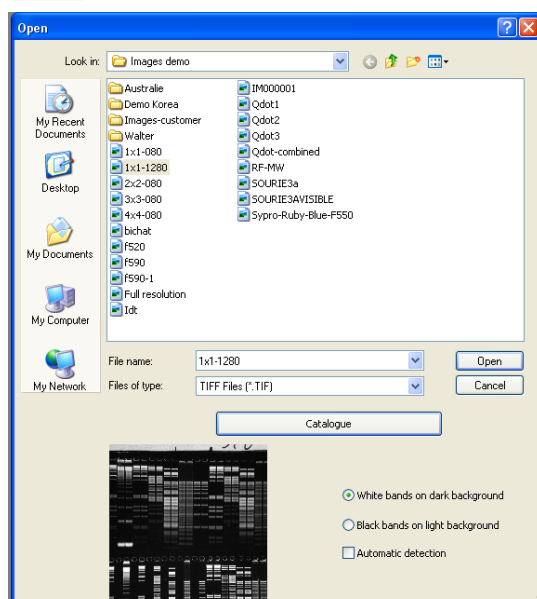 Open
Look in: Images demo
My Recent Documents
Desktop
My Documents
My Computer
My Network
Australie
Demo Korea
Images-customer
Walter
1x1-080
1x1-1280
2x2-080
3x3-080
4x4-080
bichat
f520
f590
f590-1
Full resolution
Idt
IM000001
Qdot1
Qdot2
Qdot3
Qdot-combined
RF-MW
SOURIE3a
SOURIE3AVISIBLE
Sypro-Ruby-Blue-F550
File name: 1x1-1280 Open
Files of type: TIFF Files (*.TIF) Cancel
Catalogue
White bands on dark background
Black bands on light background
Automatic detection